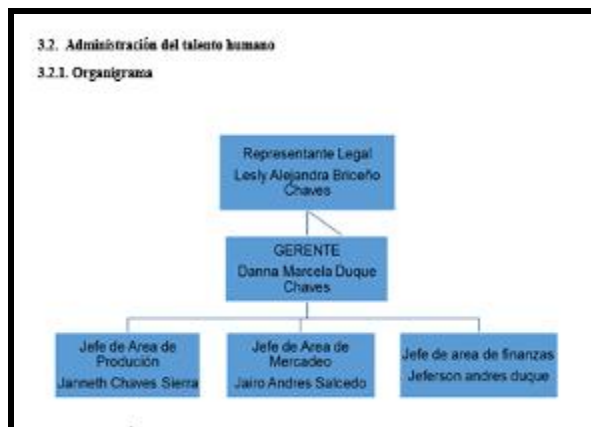 3.2. Administración del talento humano
3.2.1. Organigrama
Representante Legal
Lesly Alejandra Briceño
Chaves
GERENTE
Danna Marcela Duque
Chaves
Jefe de Area de
Produción
Janneth Chaves Sierra
Jefe de Area de
Mercadeo
Jairo Andres Salcedo
Jefe de area de finanzas
Jeferson andres duque